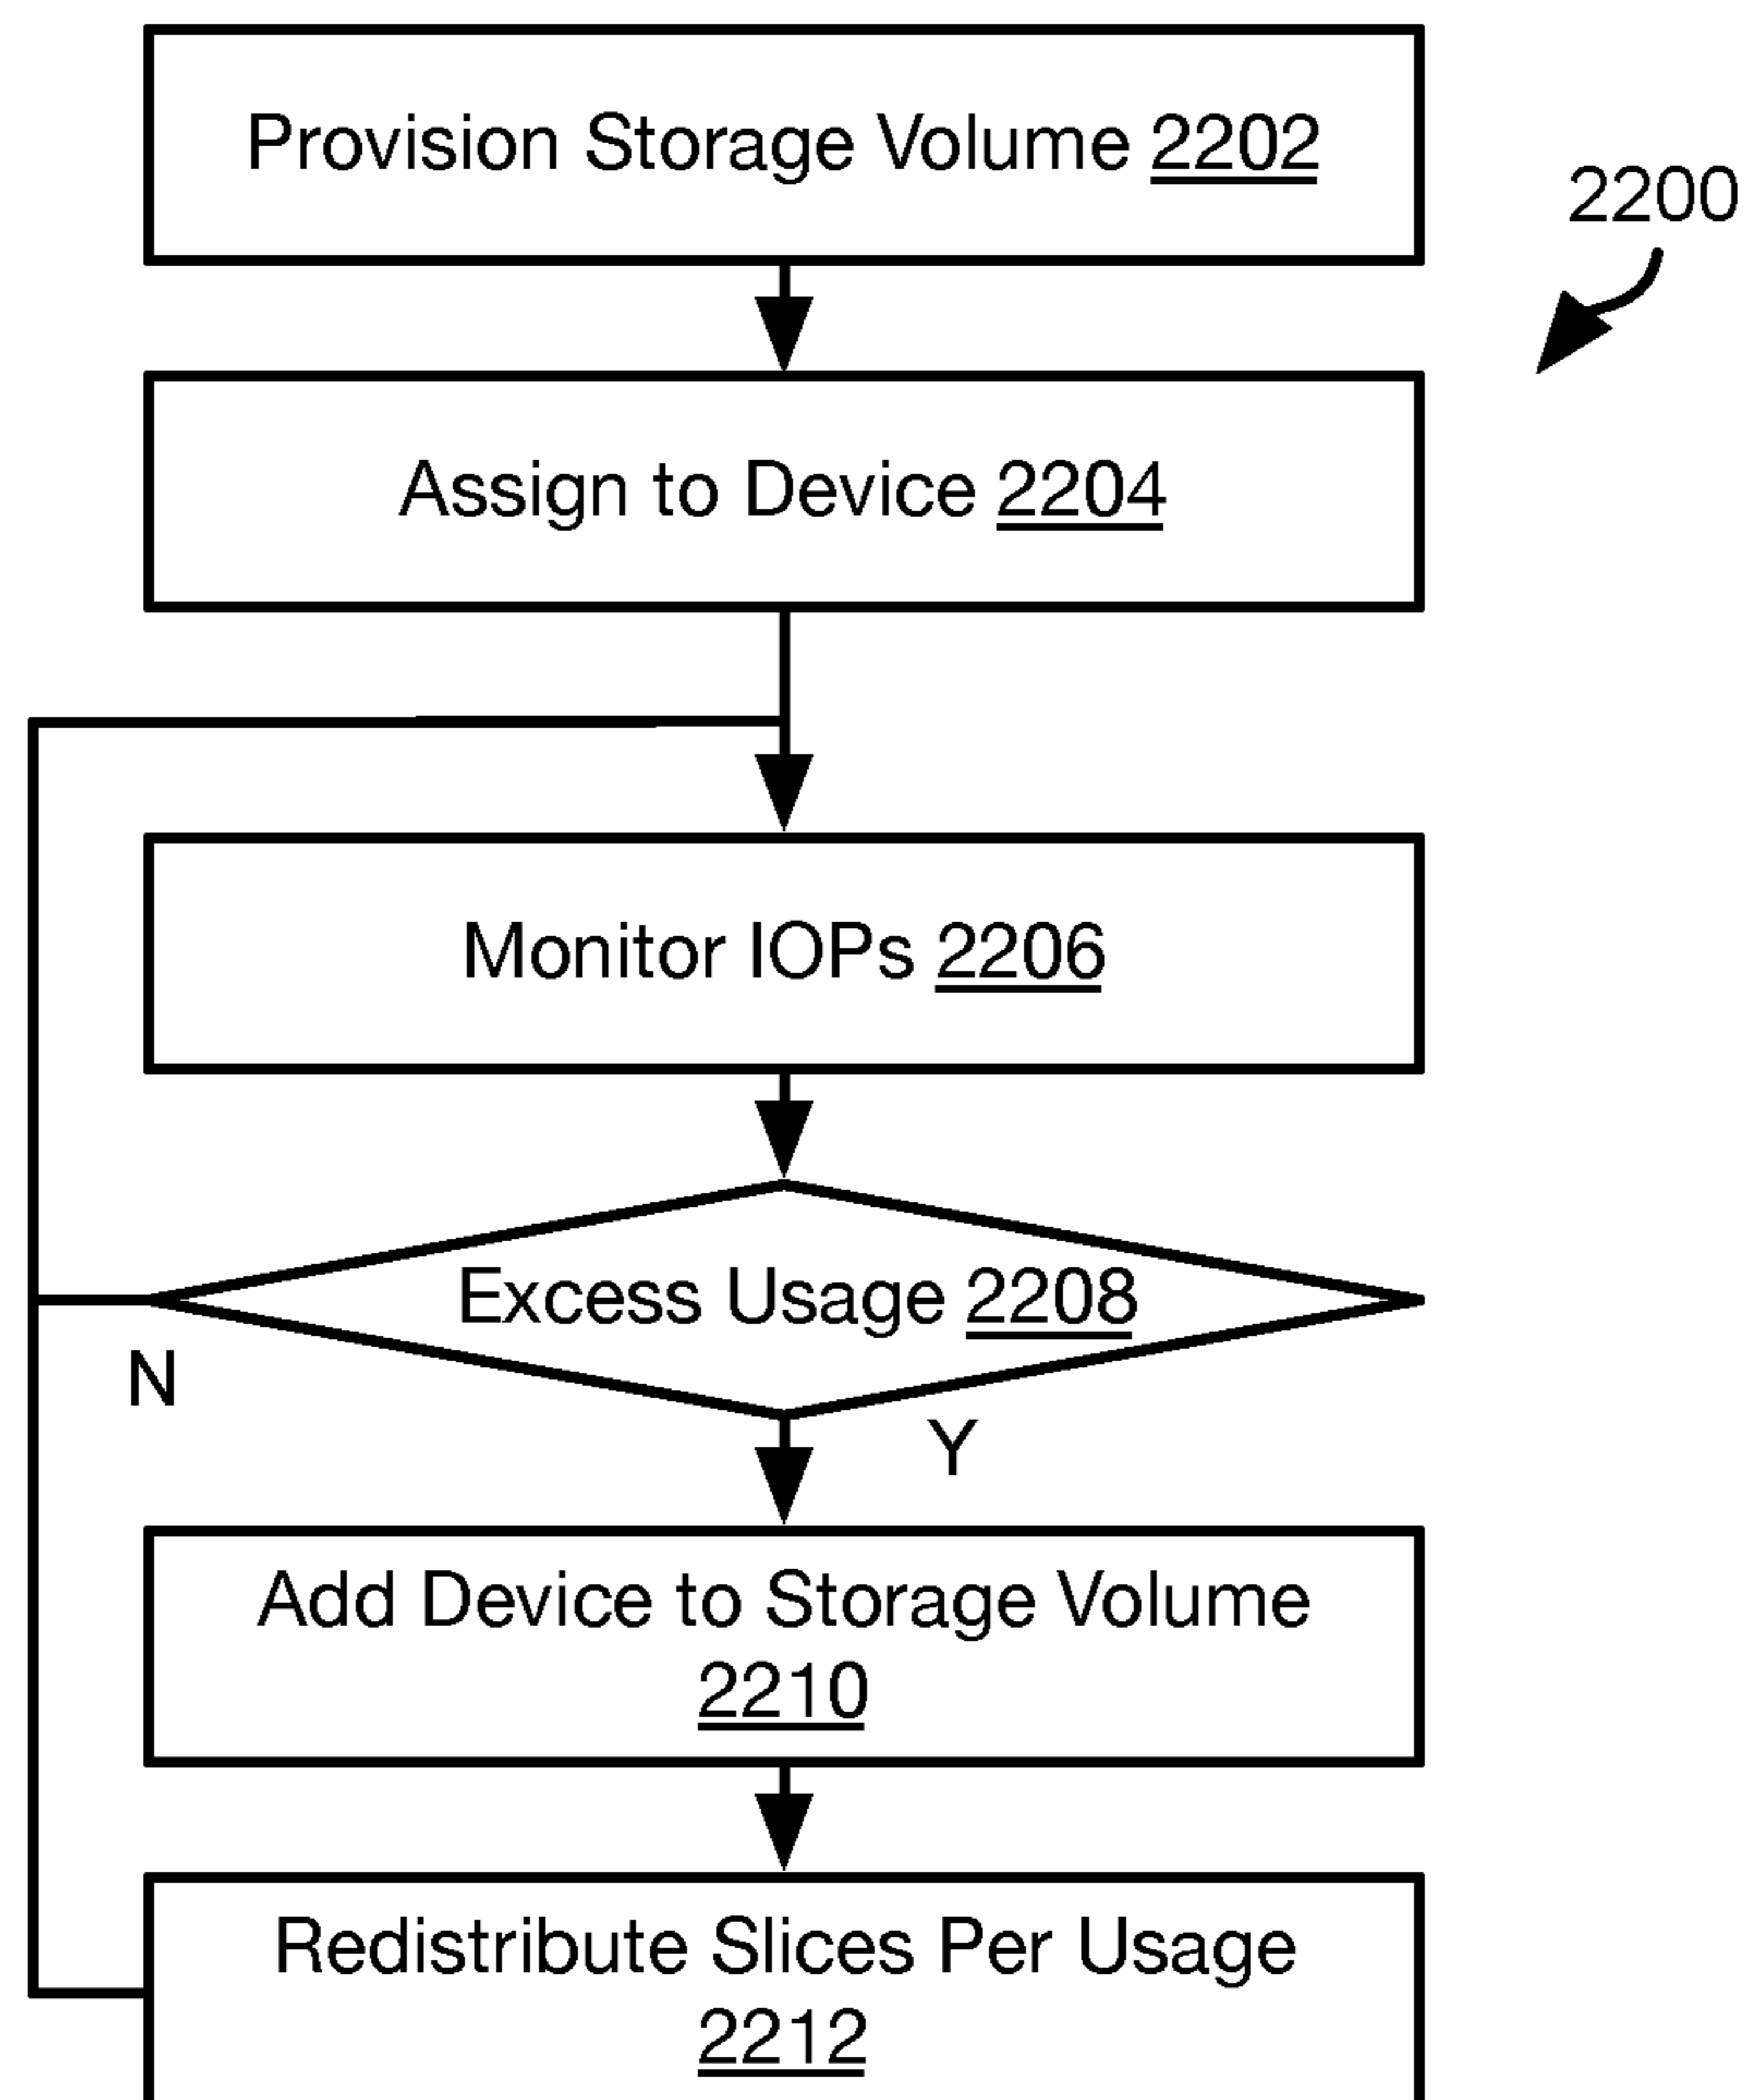 Provision Storage Volume 2202
2200
Assign to Device 2204
Monitor IOPs 2206
Excess Usage 2208
N
Y
Add Device to Storage Volume
2210
Redistribute Slices Per Usage
2212